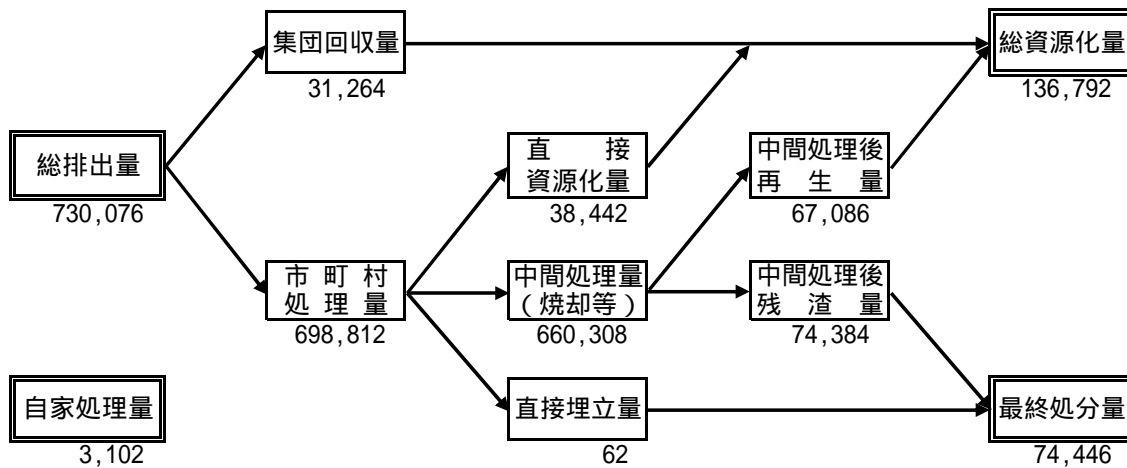 集団回収量
31,264
総資源化量
136,792
総排出量
730,076
直接
資源化量
38,442
中間処理後
再生量
67,086
市町村
処理量
698,812
中間処理量
(焼却等)
660,308
中間処理後
残渣量
74,384
自家処理量
3,102
直接埋立量
62
最終処分量
74,446